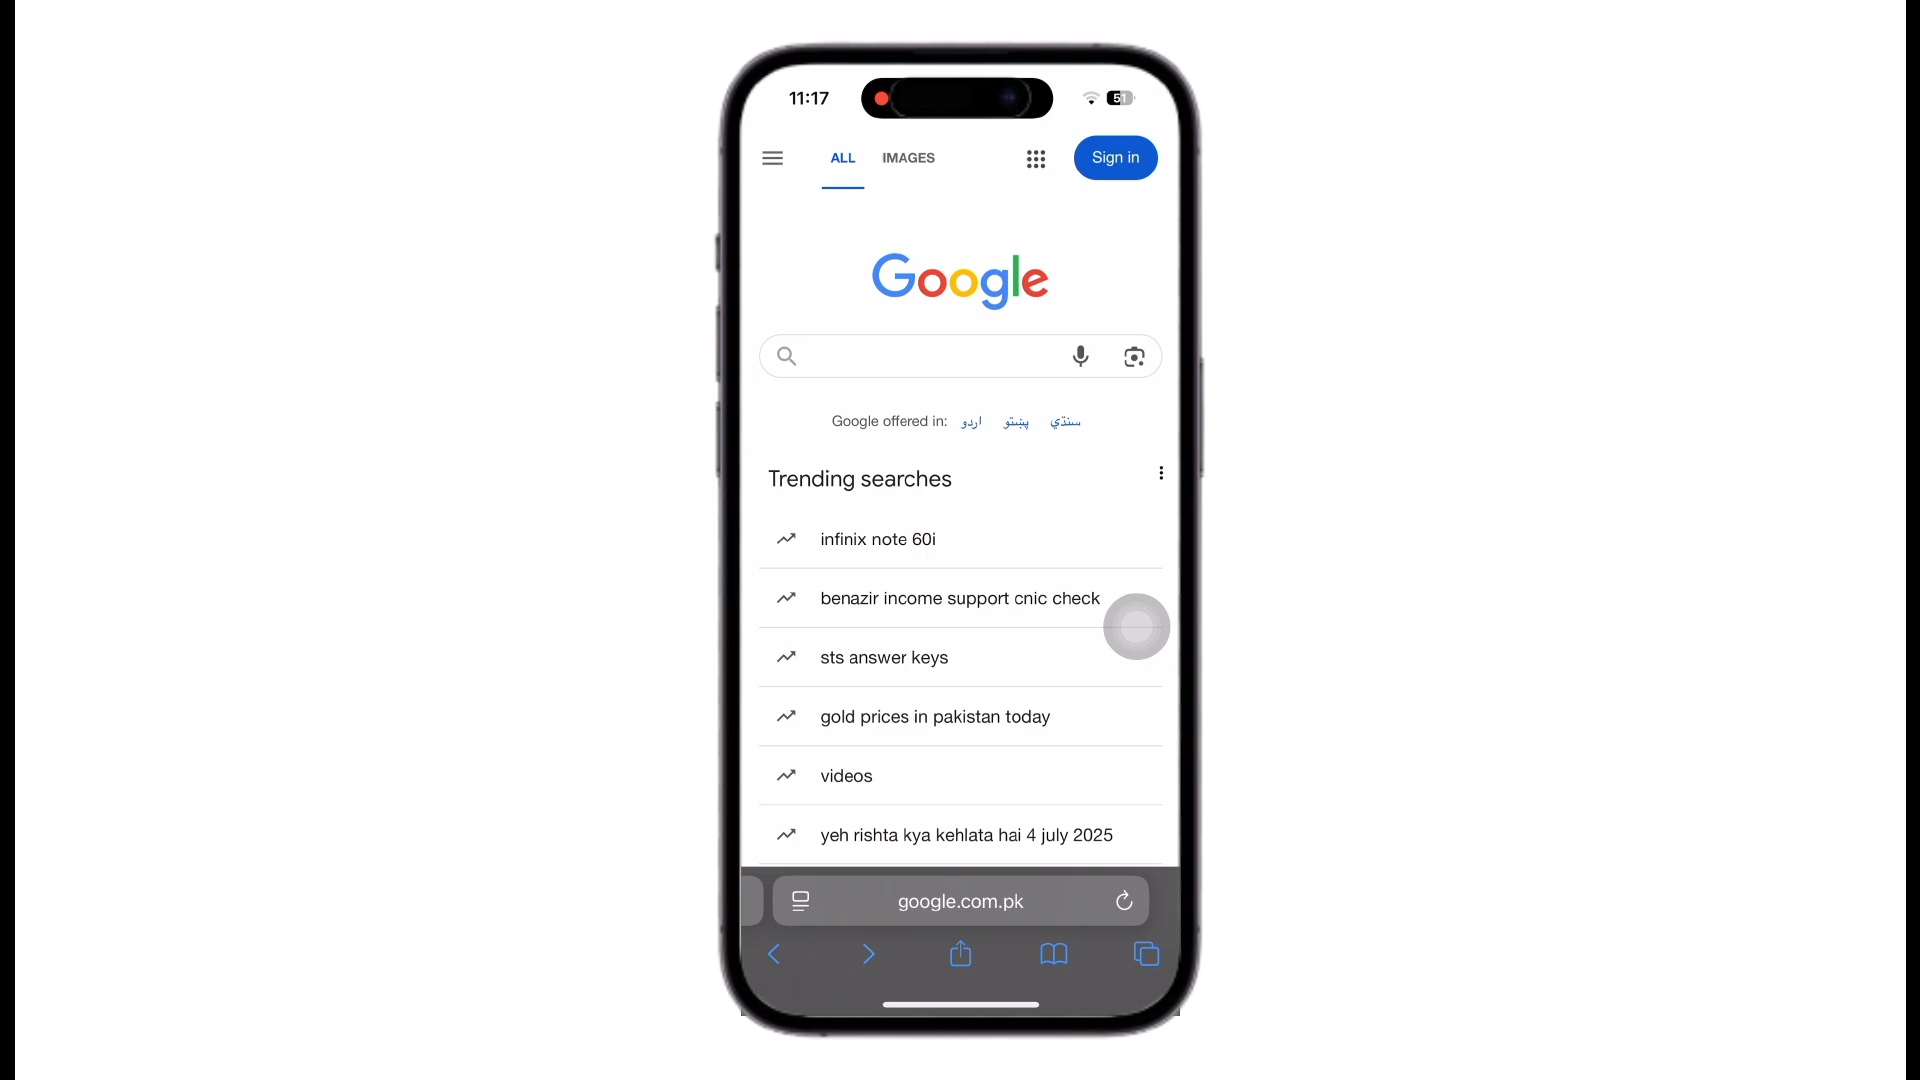 11:17
51
ALL IMAGES Sign in
Google
Google offered in: اردو پښتو سنڌي
Trending searches
infinix note 60i
benazir income support cnic check
sts answer keys
gold prices in pakistan today
videos
yeh rishta kya kehlata hai 4 july 2025
google.com.pk